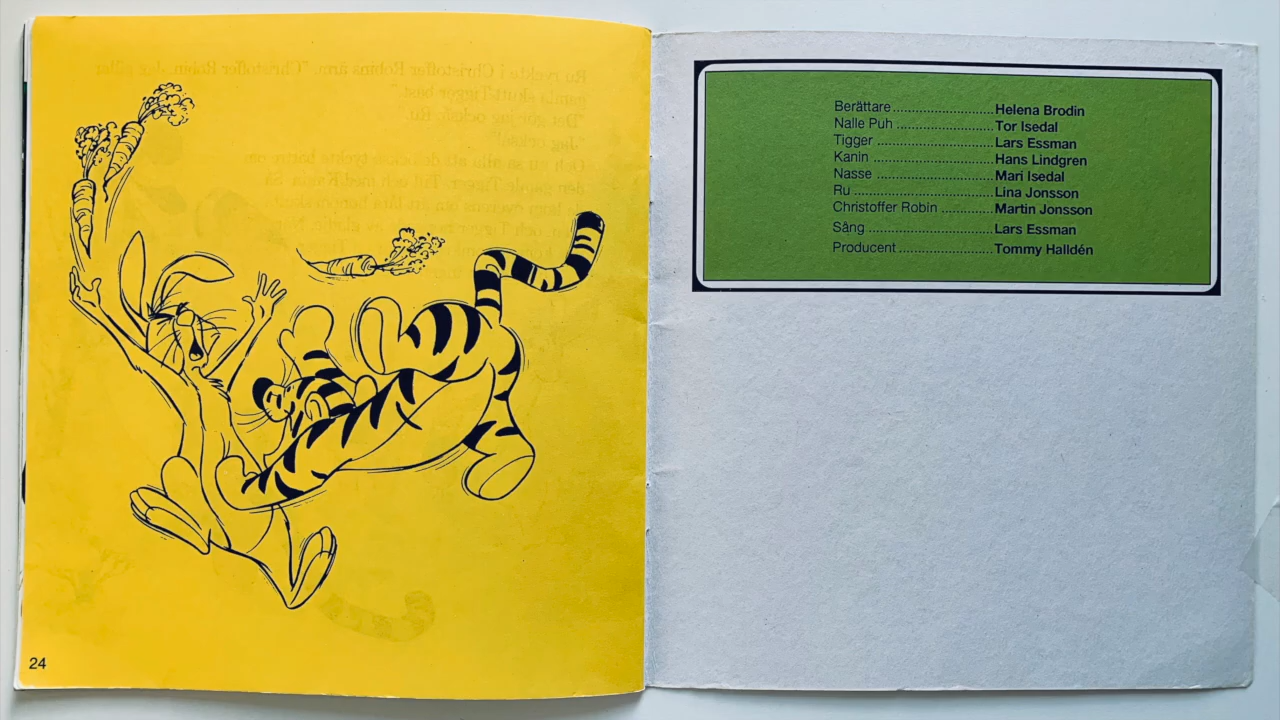 24
Berättare..............................Helena Brodin
Nalle Puh ............................Tor Isedal
Tigger ..................................Lars Essman
Kanin ...................................Hans Lindgren
Nasse ..................................Mari Isedal
Ru ........................................Lina Jonsson
Christoffer Robin ...............Martin Jonsson
Sång ....................................Lars Essman
Producent ............................Tommy Halldén